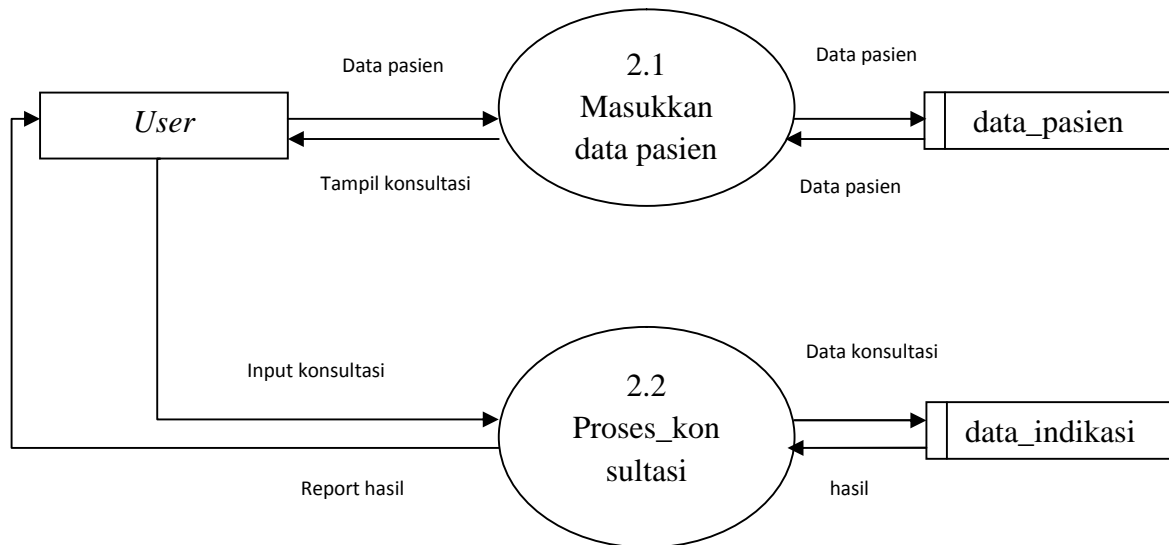 Data pasien
2.1
Masukkan
data pasien
Data pasien
User
data_pasien
Tampil konsultasi
Data pasien
Input konsultasi
2.2
Proses_kon
sultasi
Data konsultasi
data_indikasi
Report hasil
hasil